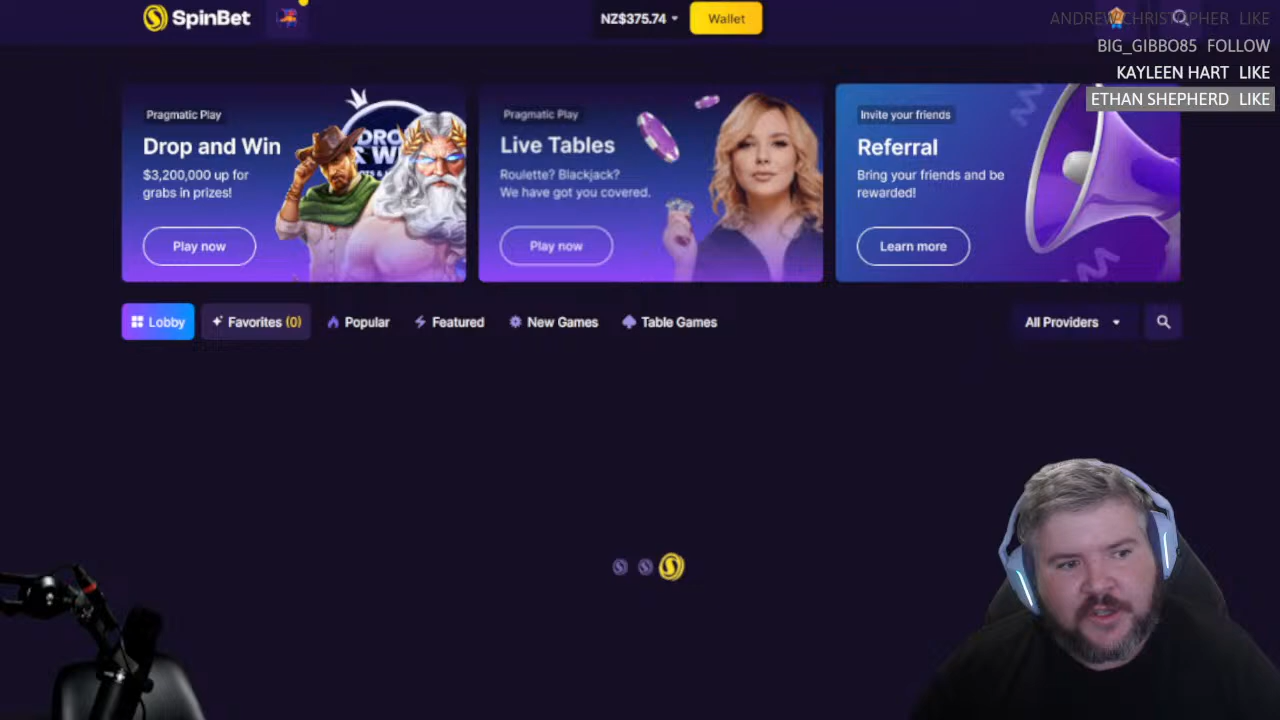 SpinBet
NZ$375.74
Wallet
ANDREW CHRISTOPHER LIKE
BIG_GIBBO85 FOLLOW
KAYLEEN HART LIKE
ETHAN SHEPHERD LIKE
Pragmatic Play
Drop and Win
$3,200,000 up for
grabs in prizes!
Play now
Pragmatic Play
Live Tables
Roulette? Blackjack?
We have got you covered.
Play now
Invite your friends
Referral
Bring your friends and be
rewarded!
Learn more
Lobby
Favorites (0)
Popular
Featured
New Games
Table Games
All Providers